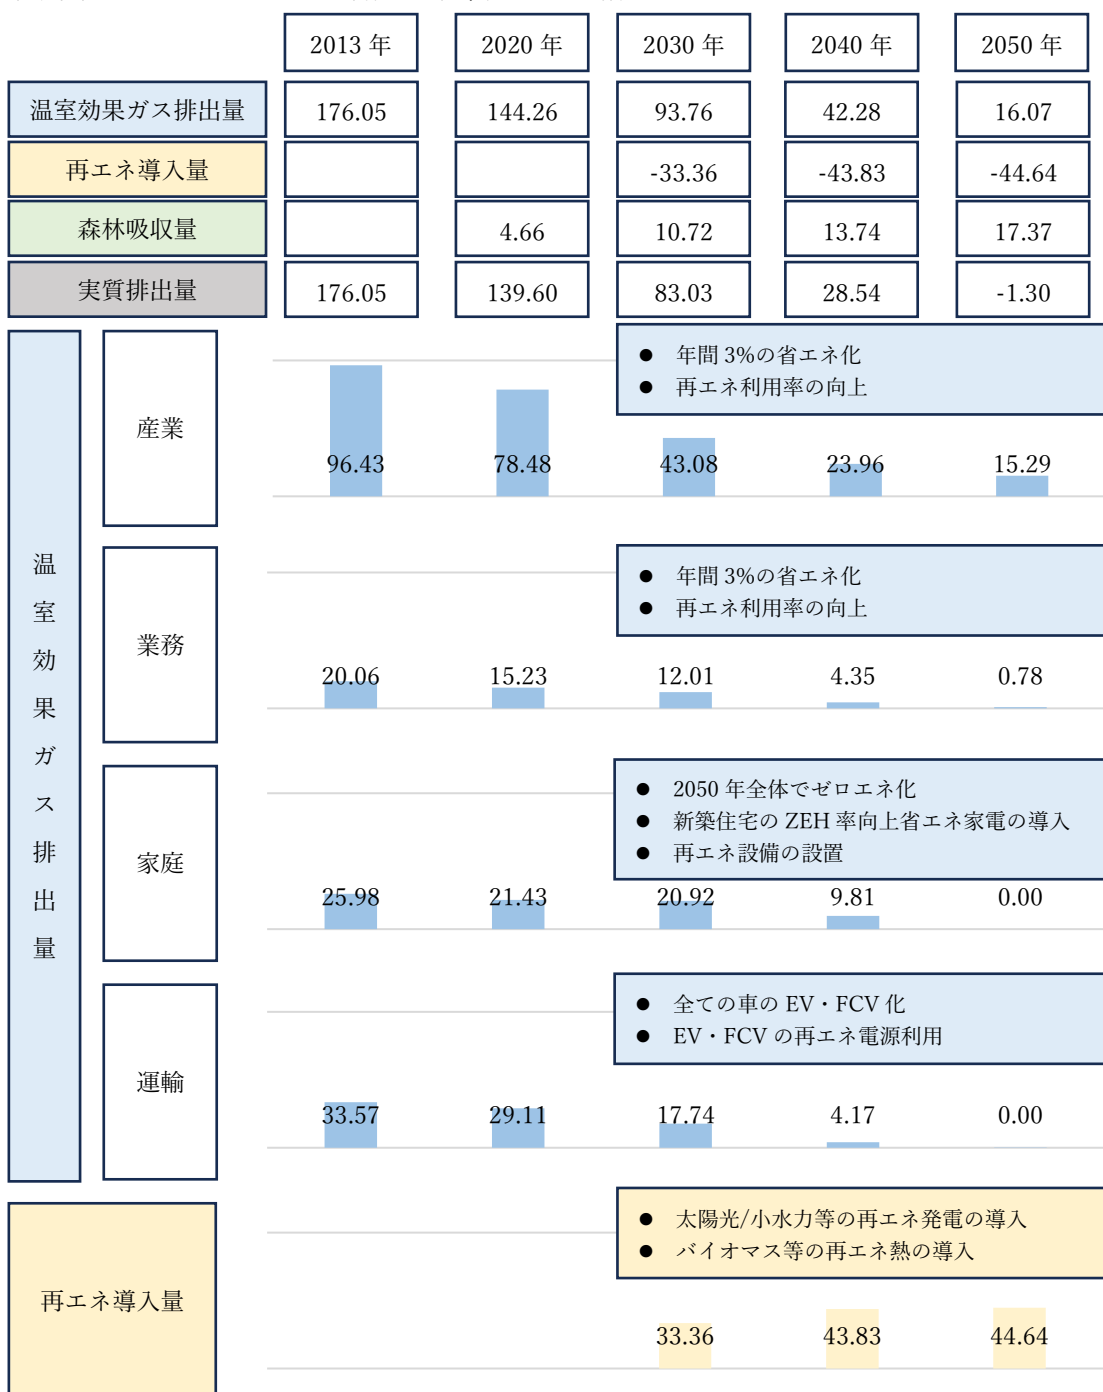 2013 年 2020 年 2030 年 2040 年 2050 年
温室効果ガス排出量 176.05 144.26 93.76 42.28 16.07
再エネ導入量 -33.36 -43.83 -44.64
森林吸収量 4.66 10.72 13.74 17.37
実質排出量 176.05 139.60 83.03 28.54 -1.30
温室効果ガス排出量
産業
● 年間 3%の省エネ化
● 再エネ利用率の向上
96.43 78.48 43.08 23.96 15.29
業務
● 年間 3%の省エネ化
● 再エネ利用率の向上
20.06 15.23 12.01 4.35 0.78
家庭
● 2050 年全体でゼロエネ化
● 新築住宅の ZEH 率向上省エネ家電の導入
● 再エネ設備の設置
25.98 21.43 20.92 9.81 0.00
運輸
● 全ての車の EV・FCV 化
● EV・FCV の再エネ電源利用
33.57 29.11 17.74 4.17 0.00
再エネ導入量
● 太陽光/小水力等の再エネ発電の導入
● バイオマス等の再エネ熱の導入
33.36 43.83 44.64